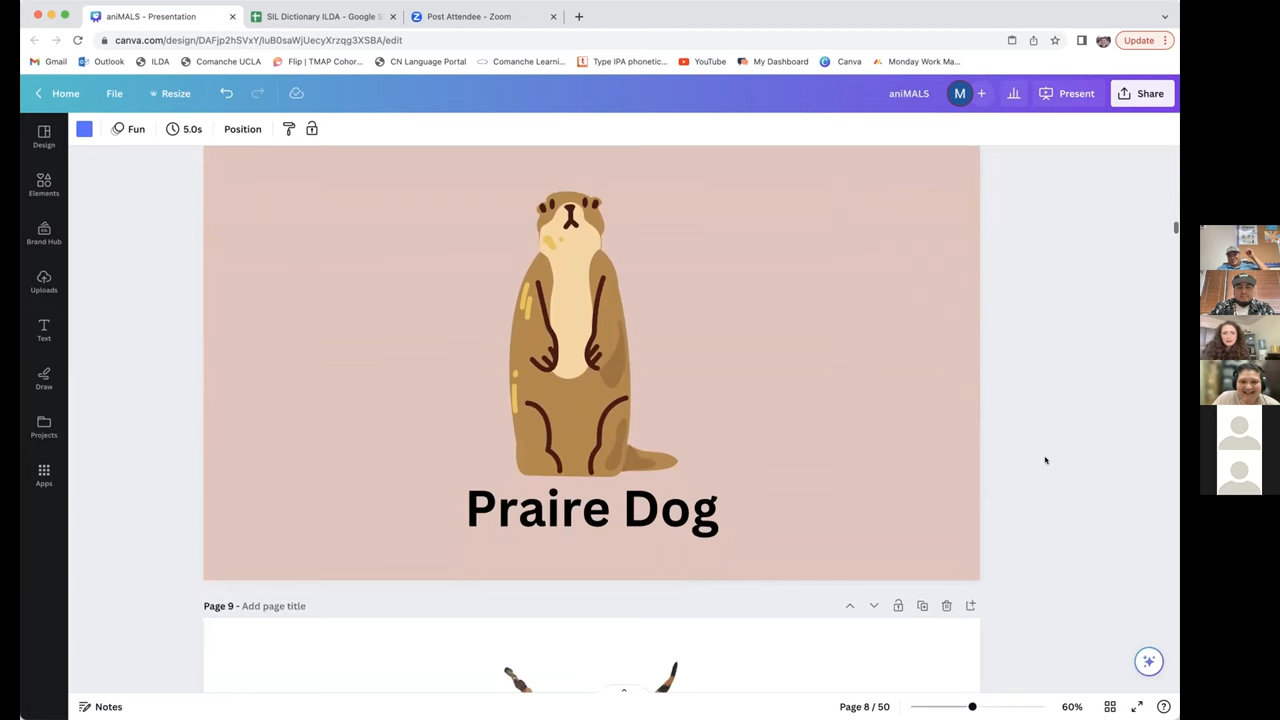 aniMALS - Presentation
SIL Dictionary ILDA - Google S
Post Attendee - Zoom
canva.com/design/DAFjp2hSVxY/luB0saWjUecyXrzqg3XSBA/edit
Update
Gmail
Outlook
ILDA
Comanche UCLA
Flip | TMAP Cohor...
CN Language Portal
Comanche Learni...
Type IPA phonetic...
YouTube
My Dashboard
Canva
Monday Work Ma...
Home
File
Resize
aniMALS
M
Present
Share
Design
Elements
Brand Hub
Uploads
Text
Draw
Projects
Apps
Fun
5.0s
Position
Praire Dog
Page 9 - Add page title
Notes
Page 8 / 50
60%